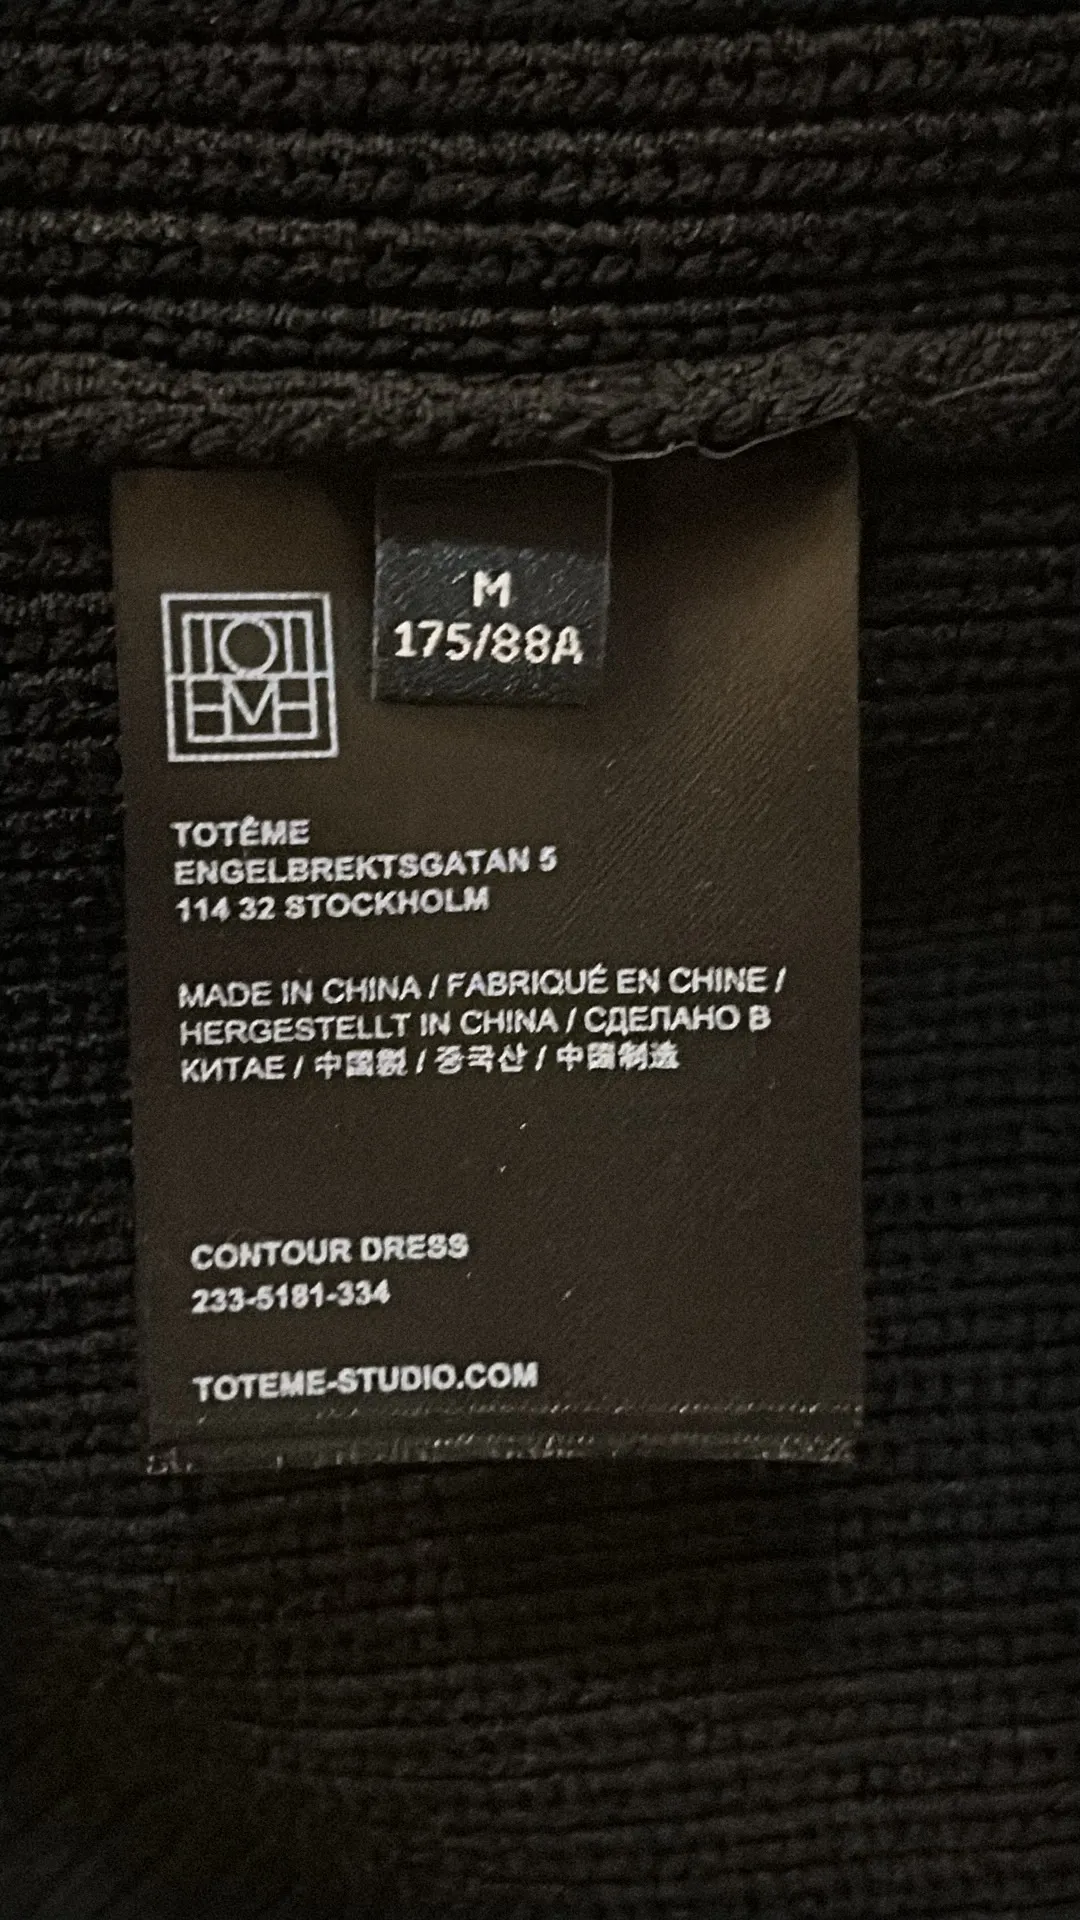 M
175/88A
TOTEME
TOTÊME
ENGELBREKTSGATAN 5
114 32 STOCKHOLM
MADE IN CHINA / FABRIQUÉ EN CHINE /
HERGESTELLT IN CHINA / СДЕЛАНО В
КИТАЕ / 中国製 / 중국산 / 中国制造
CONTOUR DRESS
233-5181-334
TOTEME-STUDIO.COM